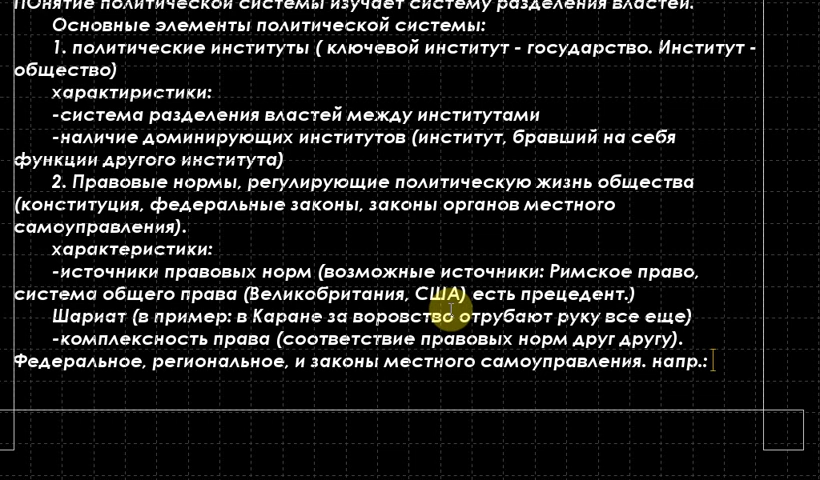 ПОнятие политической системы изучает систему разделения властей.
Основные элементы политической системы:
1. политические институты ( ключевой институт - государство. Институт -
общество)
характиристики:
-система разделения властей между институтами
-наличие доминирующих институтов (институт, бравший на себя
функции другого института)
2. Правовые нормы, регулирующие политическую жизнь общества
(конституция, федеральные законы, законы органов местного
самоуправления).
характеристики:
-источники правовых норм (возможные источники: Римское право,
система общего права (Великобритания, США) есть прецедент.)
Шариат (в пример: в Каране за воровство отрубают руку все еще)
-комплексность права (соответствие правовых норм друг другу).
Федеральное, региональное, и законы местного самоуправления. напр.: